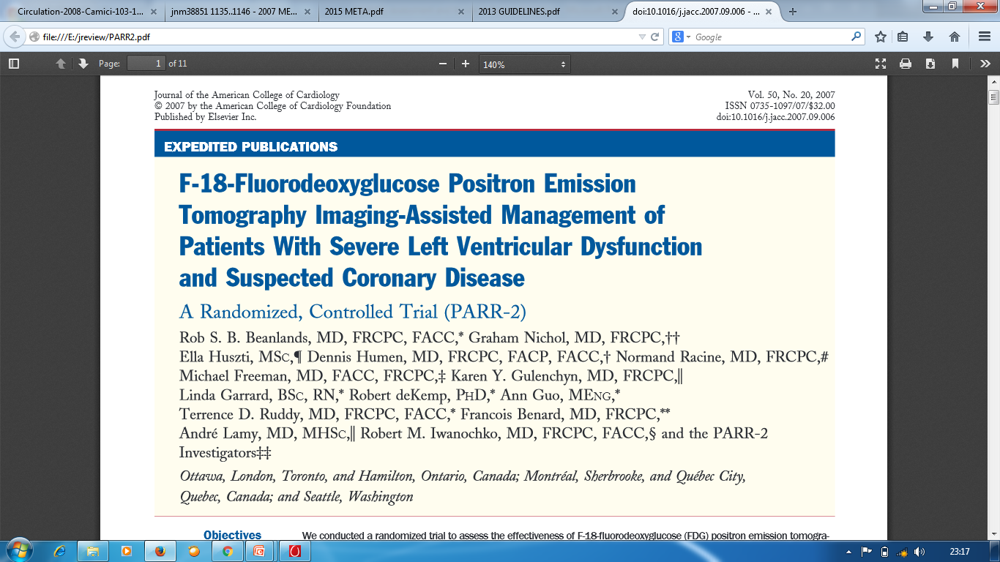 Circulation-2008-Camici-103-1...
jnm38851 1135..1146 - 2007 ME...
2015 META.pdf
2013 GUIDELINES.pdf
doi:10.1016/j.jacc.2007.09.006 - ...
file:///E:/jreview/PARR2.pdf
Google
Page: 1 of 11
140%
Journal of the American College of Cardiology
© 2007 by the American College of Cardiology Foundation
Published by Elsevier Inc.
Vol. 50, No. 20, 2007
ISSN 0735-1097/07/$32.00
doi:10.1016/j.jacc.2007.09.006
EXPEDITED PUBLICATIONS
F-18-Fluorodeoxyglucose Positron Emission
Tomography Imaging-Assisted Management of
Patients With Severe Left Ventricular Dysfunction
and Suspected Coronary Disease
A Randomized, Controlled Trial (PARR-2)
Rob S. B. Beanlands, MD, FRCPC, FACC,* Graham Nichol, MD, FRCPC,††
Ella Huszti, MSC,¶ Dennis Humen, MD, FRCPC, FACP, FACC,† Normand Racine, MD, FRCPC,#
Michael Freeman, MD, FACC, FRCPC,‡ Karen Y. Gulenchyn, MD, FRCPC,‖
Linda Garrard, BSC, RN,* Robert deKemp, PHD,* Ann Guo, MENG,*
Terrence D. Ruddy, MD, FRCPC, FACC,* Francois Benard, MD, FRCPC,**
André Lamy, MD, MHSC,‖ Robert M. Iwanochko, MD, FRCPC, FACC,§ and the PARR-2
Investigators‡‡
Ottawa, London, Toronto, and Hamilton, Ontario, Canada; Montréal, Sherbrooke, and Québec City,
Quebec, Canada; and Seattle, Washington
Objectives
We conducted a randomized trial to assess the effectiveness of F-18-fluorodeoxyglucose (FDG) positron emission tomogra-
23:17